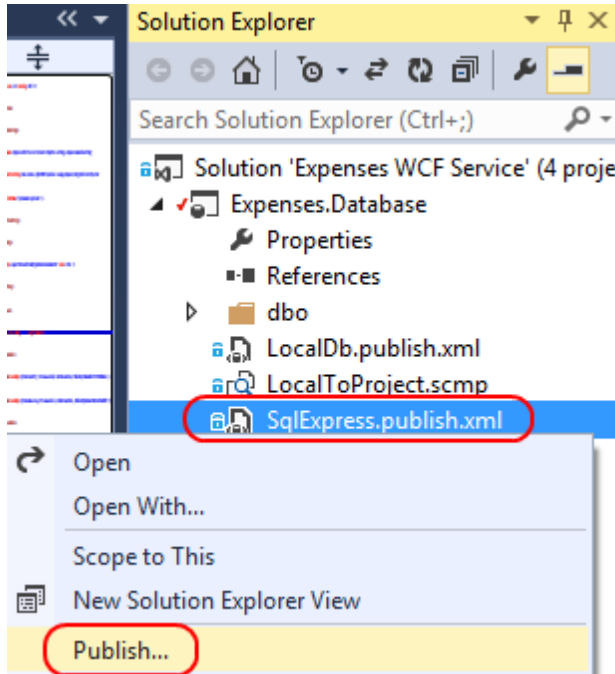 Solution Explorer
Search Solution Explorer (Ctrl+;)
Solution 'Expenses WCF Service' (4 proje
Expenses.Database
Properties
References
dbo
LocalDb.publish.xml
LocalToProject.scmp
SqlExpress.publish.xml
Open
Open With...
Scope to This
New Solution Explorer View
Publish...